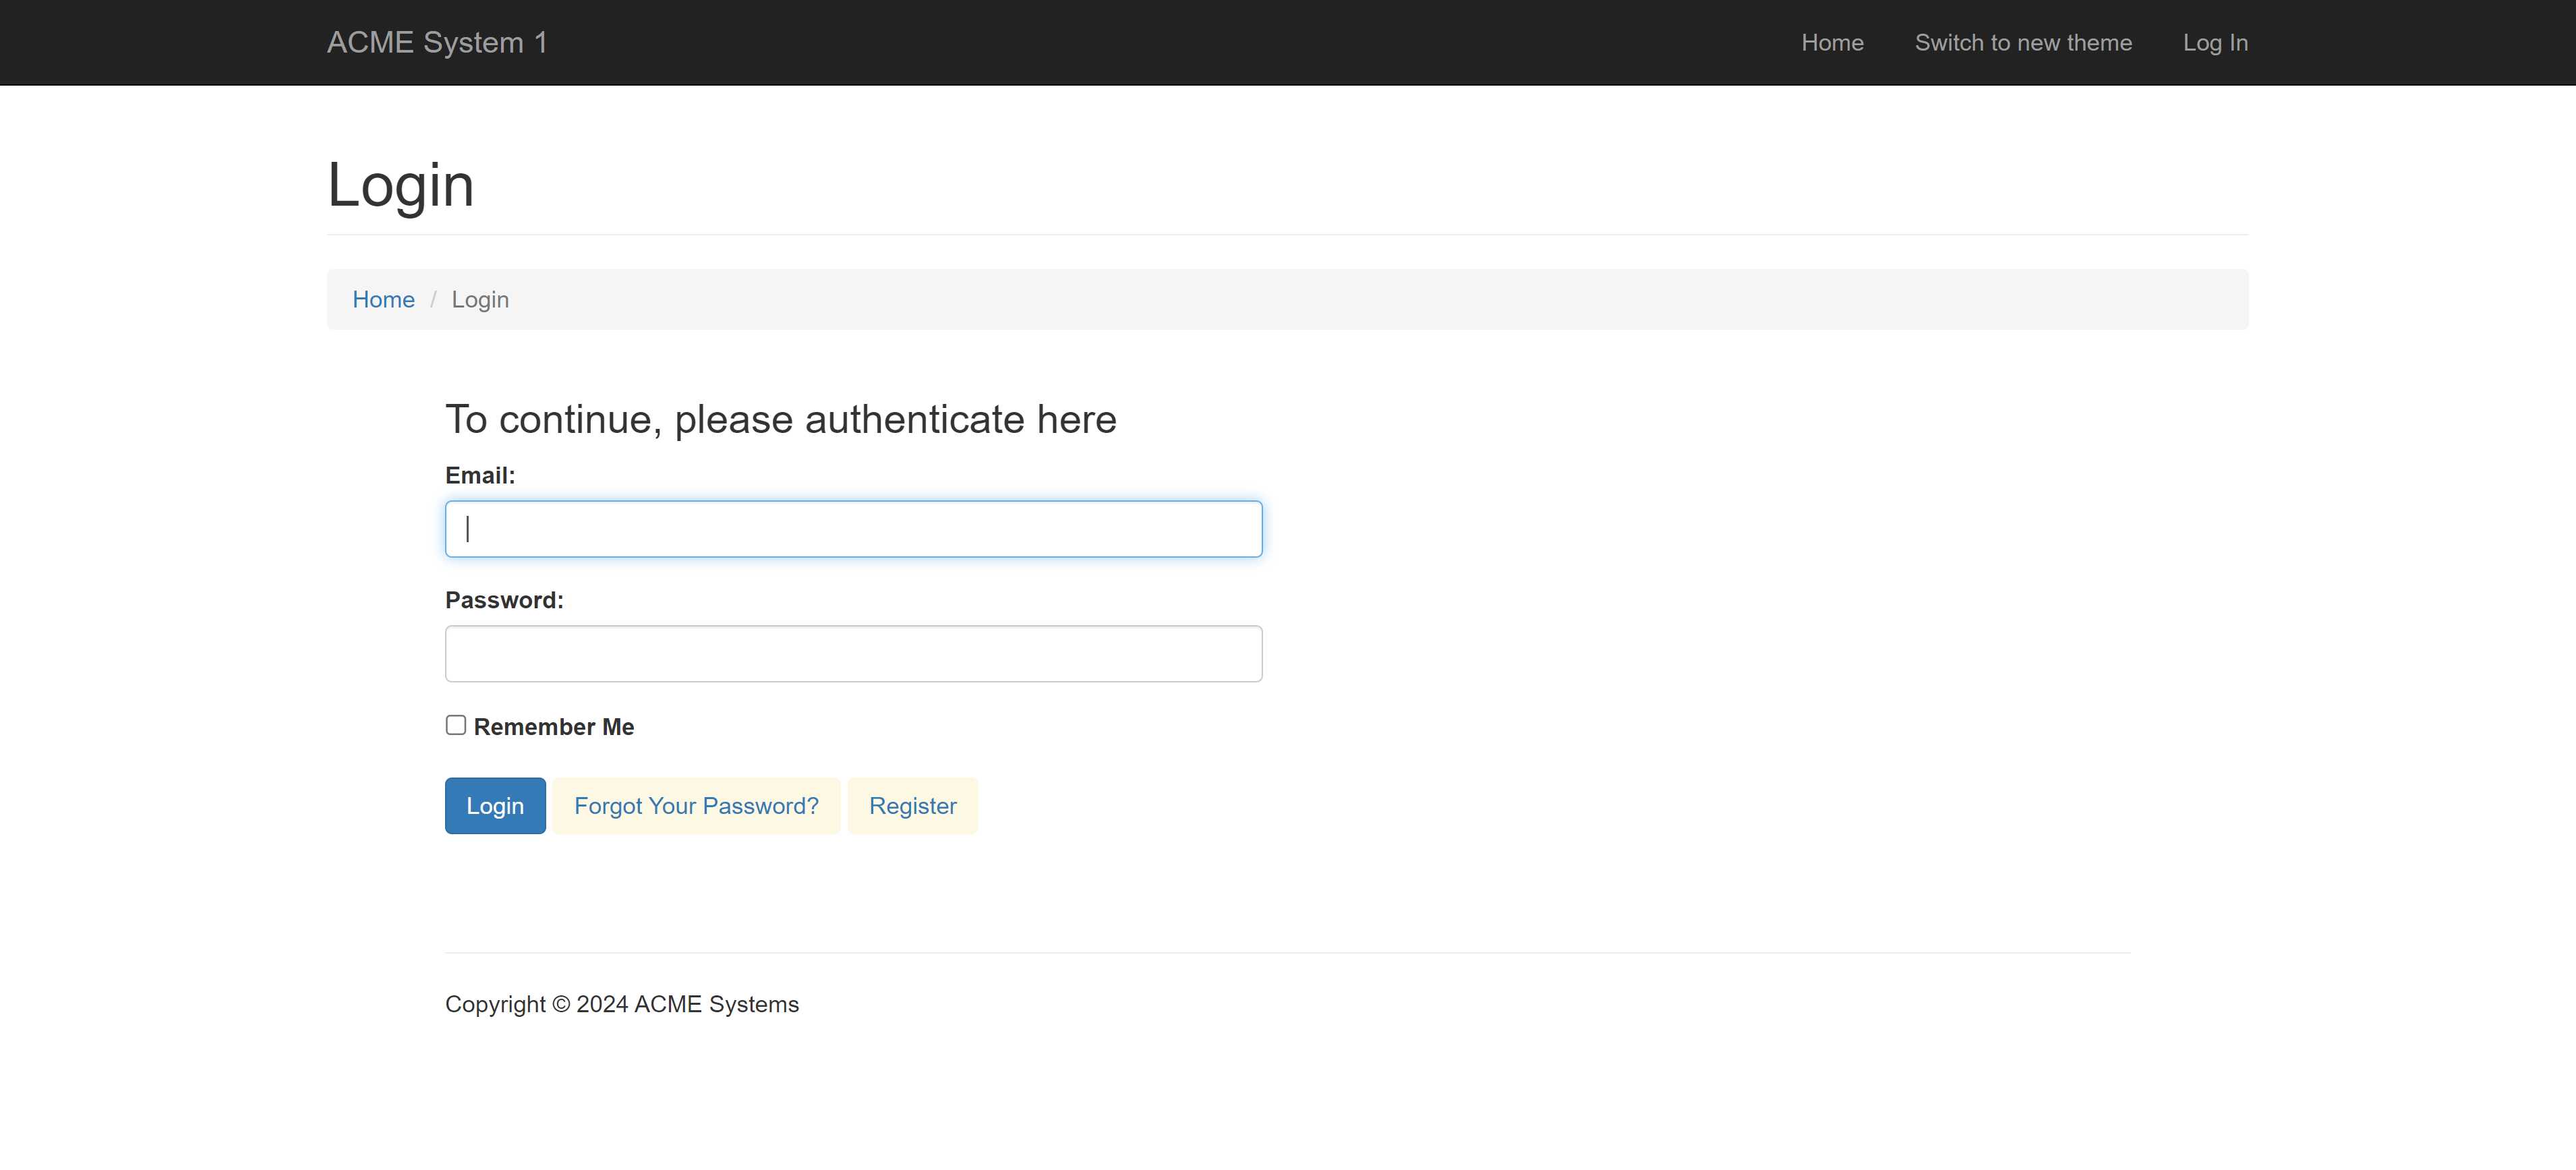 ACME System 1 Home Switch to new theme Log In
Login
Home / Login
To continue, please authenticate here
Email:
Password:
Remember Me
Login Forgot Your Password? Register
Copyright © 2024 ACME Systems